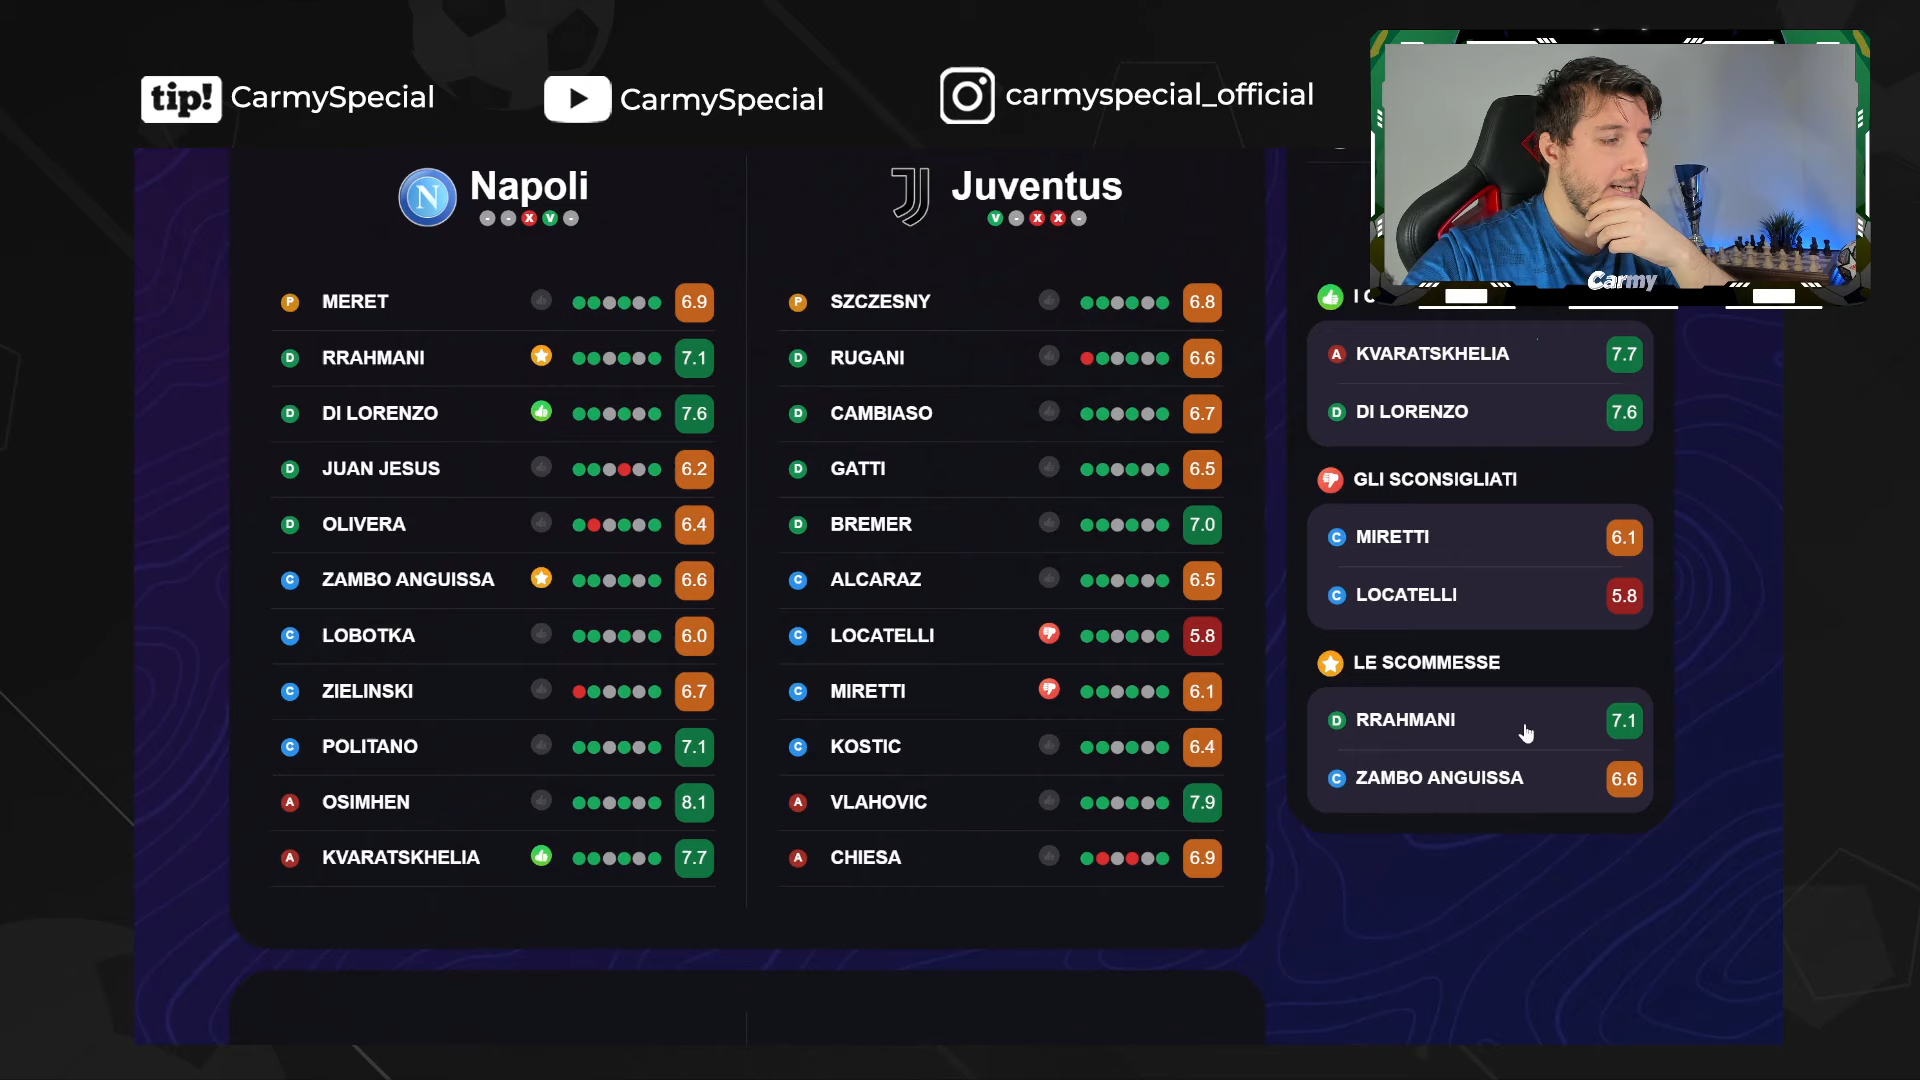 tip! CarmySpecial
CarmySpecial
carmyspecial_official
Carmy
N Napoli
- - X V -
P MERET 6.9
D RRAHMANI 7.1
D DI LORENZO 7.6
D JUAN JESUS 6.2
D OLIVERA 6.4
C ZAMBO ANGUISSA 6.6
C LOBOTKA 6.0
C ZIELINSKI 6.7
C POLITANO 7.1
A OSIMHEN 8.1
A KVARATSKHELIA 7.7
Juventus
V - X X -
P SZCZESNY 6.8
D RUGANI 6.6
D CAMBIASO 6.7
D GATTI 6.5
D BREMER 7.0
C ALCARAZ 6.5
C LOCATELLI 5.8
C MIRETTI 6.1
C KOSTIC 6.4
A VLAHOVIC 7.9
A CHIESA 6.9
I C
A KVARATSKHELIA 7.7
D DI LORENZO 7.6
GLI SCONSIGLIATI
C MIRETTI 6.1
C LOCATELLI 5.8
LE SCOMMESSE
D RRAHMANI 7.1
C ZAMBO ANGUISSA 6.6